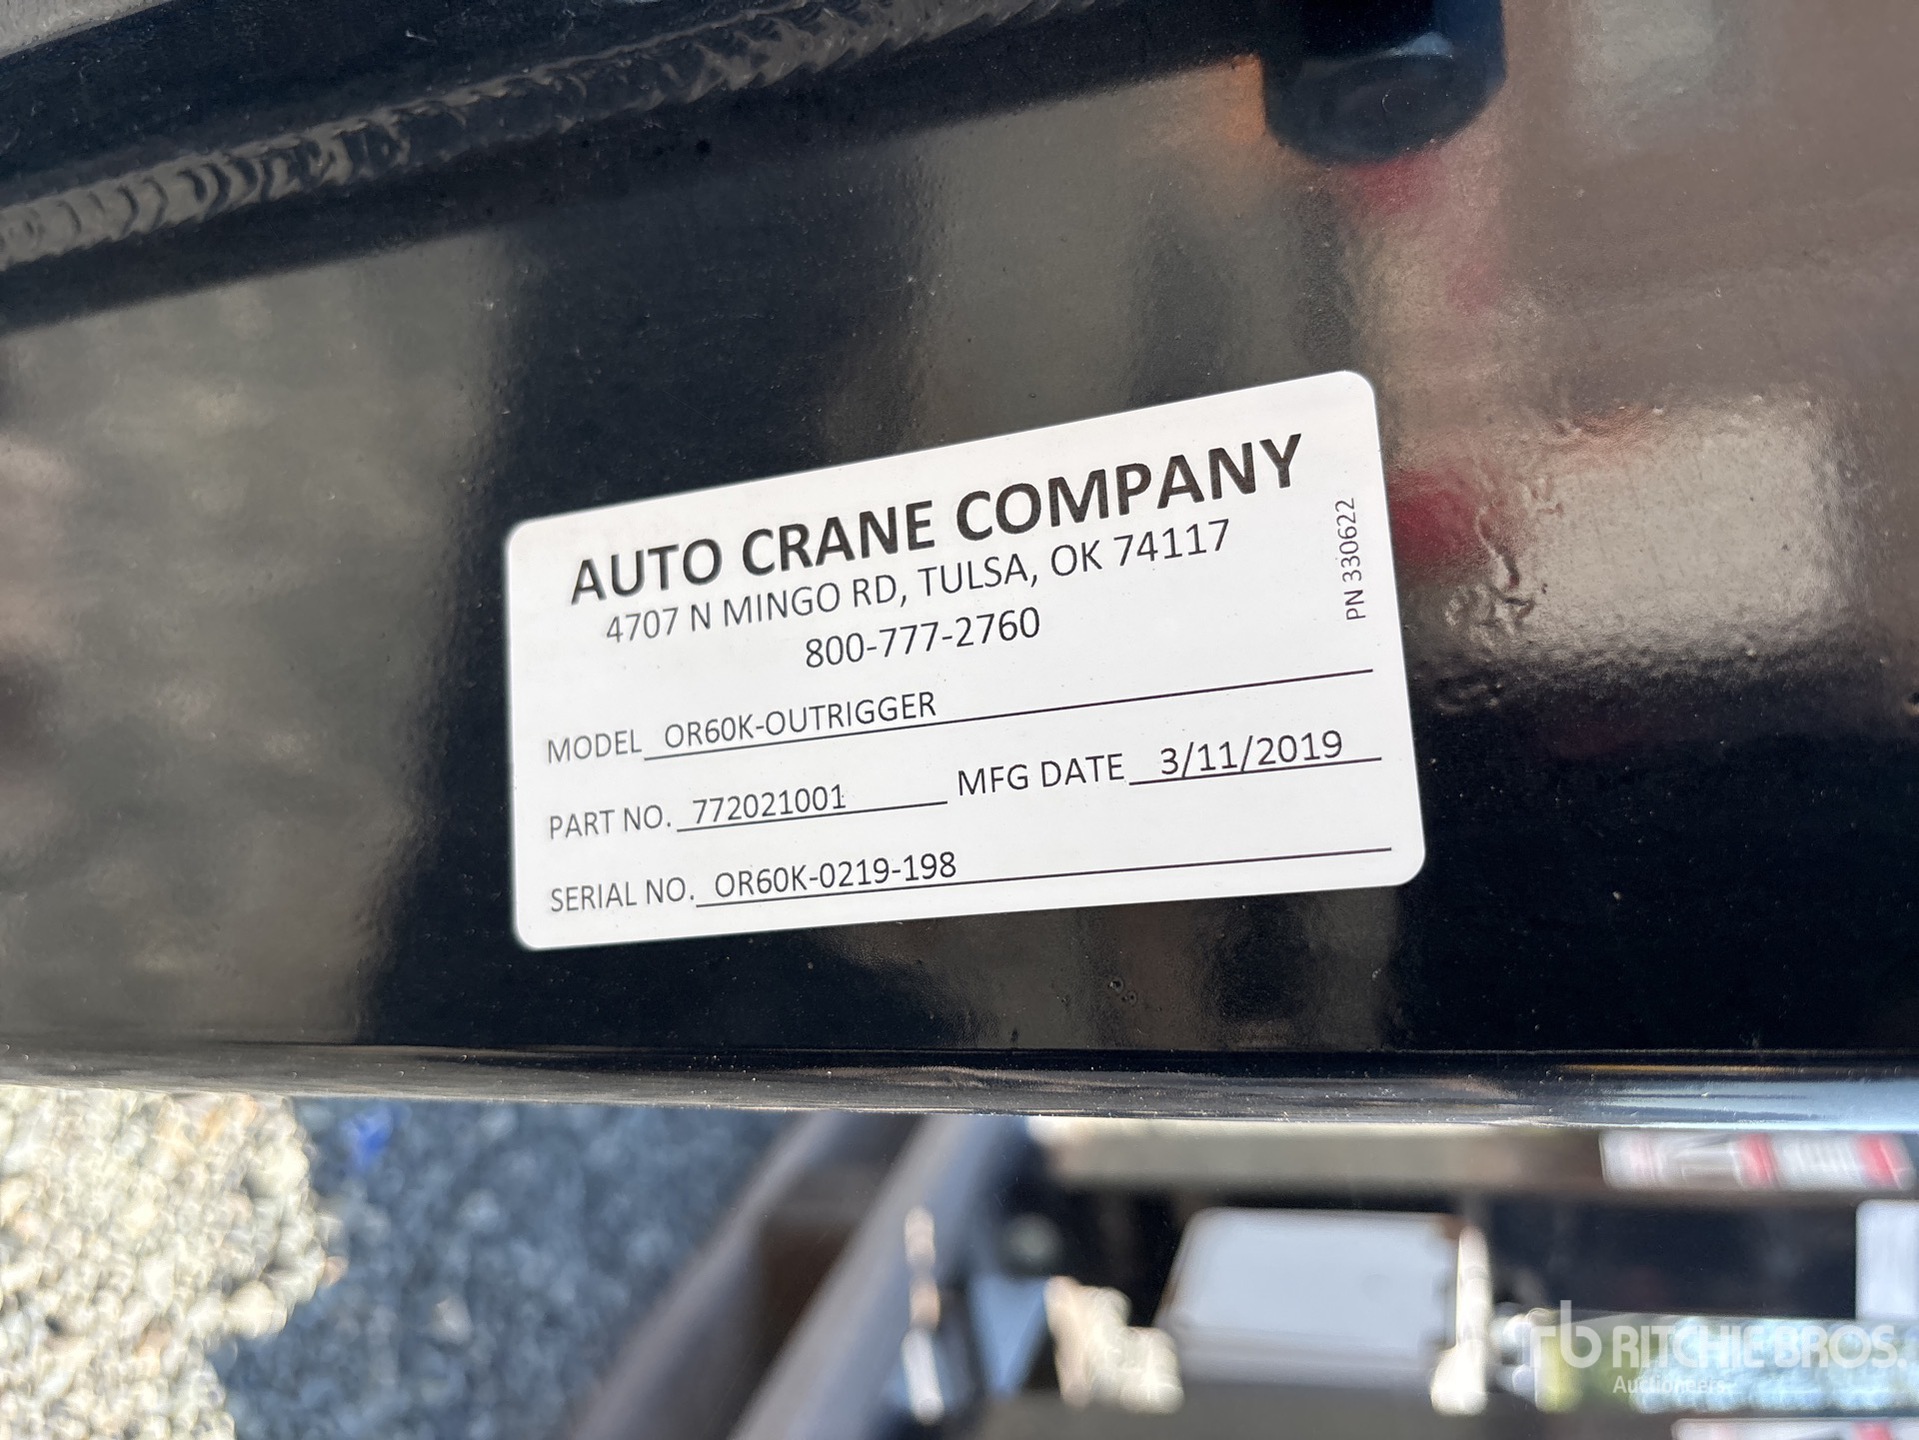 AUTO CRANE COMPANY
4707 N MINGO RD, TULSA, OK 74117
800-777-2760
PN 330622
MODEL OR60K-OUTRIGGER
PART NO. 772021001 MFG DATE 3/11/2019
SERIAL NO. OR60K-0219-198
rb RITCHIE BROS.
Auctioneers